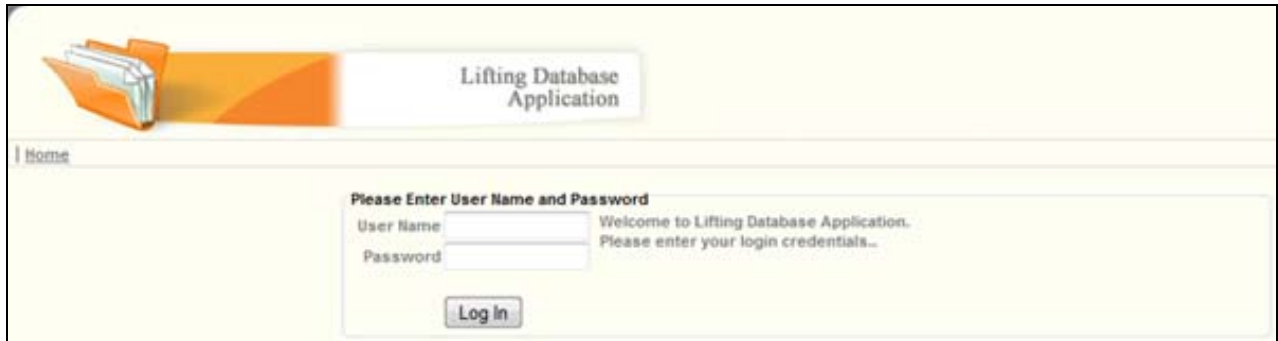 Lifting Database
Application
| Home
Please Enter User Name and Password
User Name
Welcome to Lifting Database Application.
Please enter your login credentials..
Password
Log In